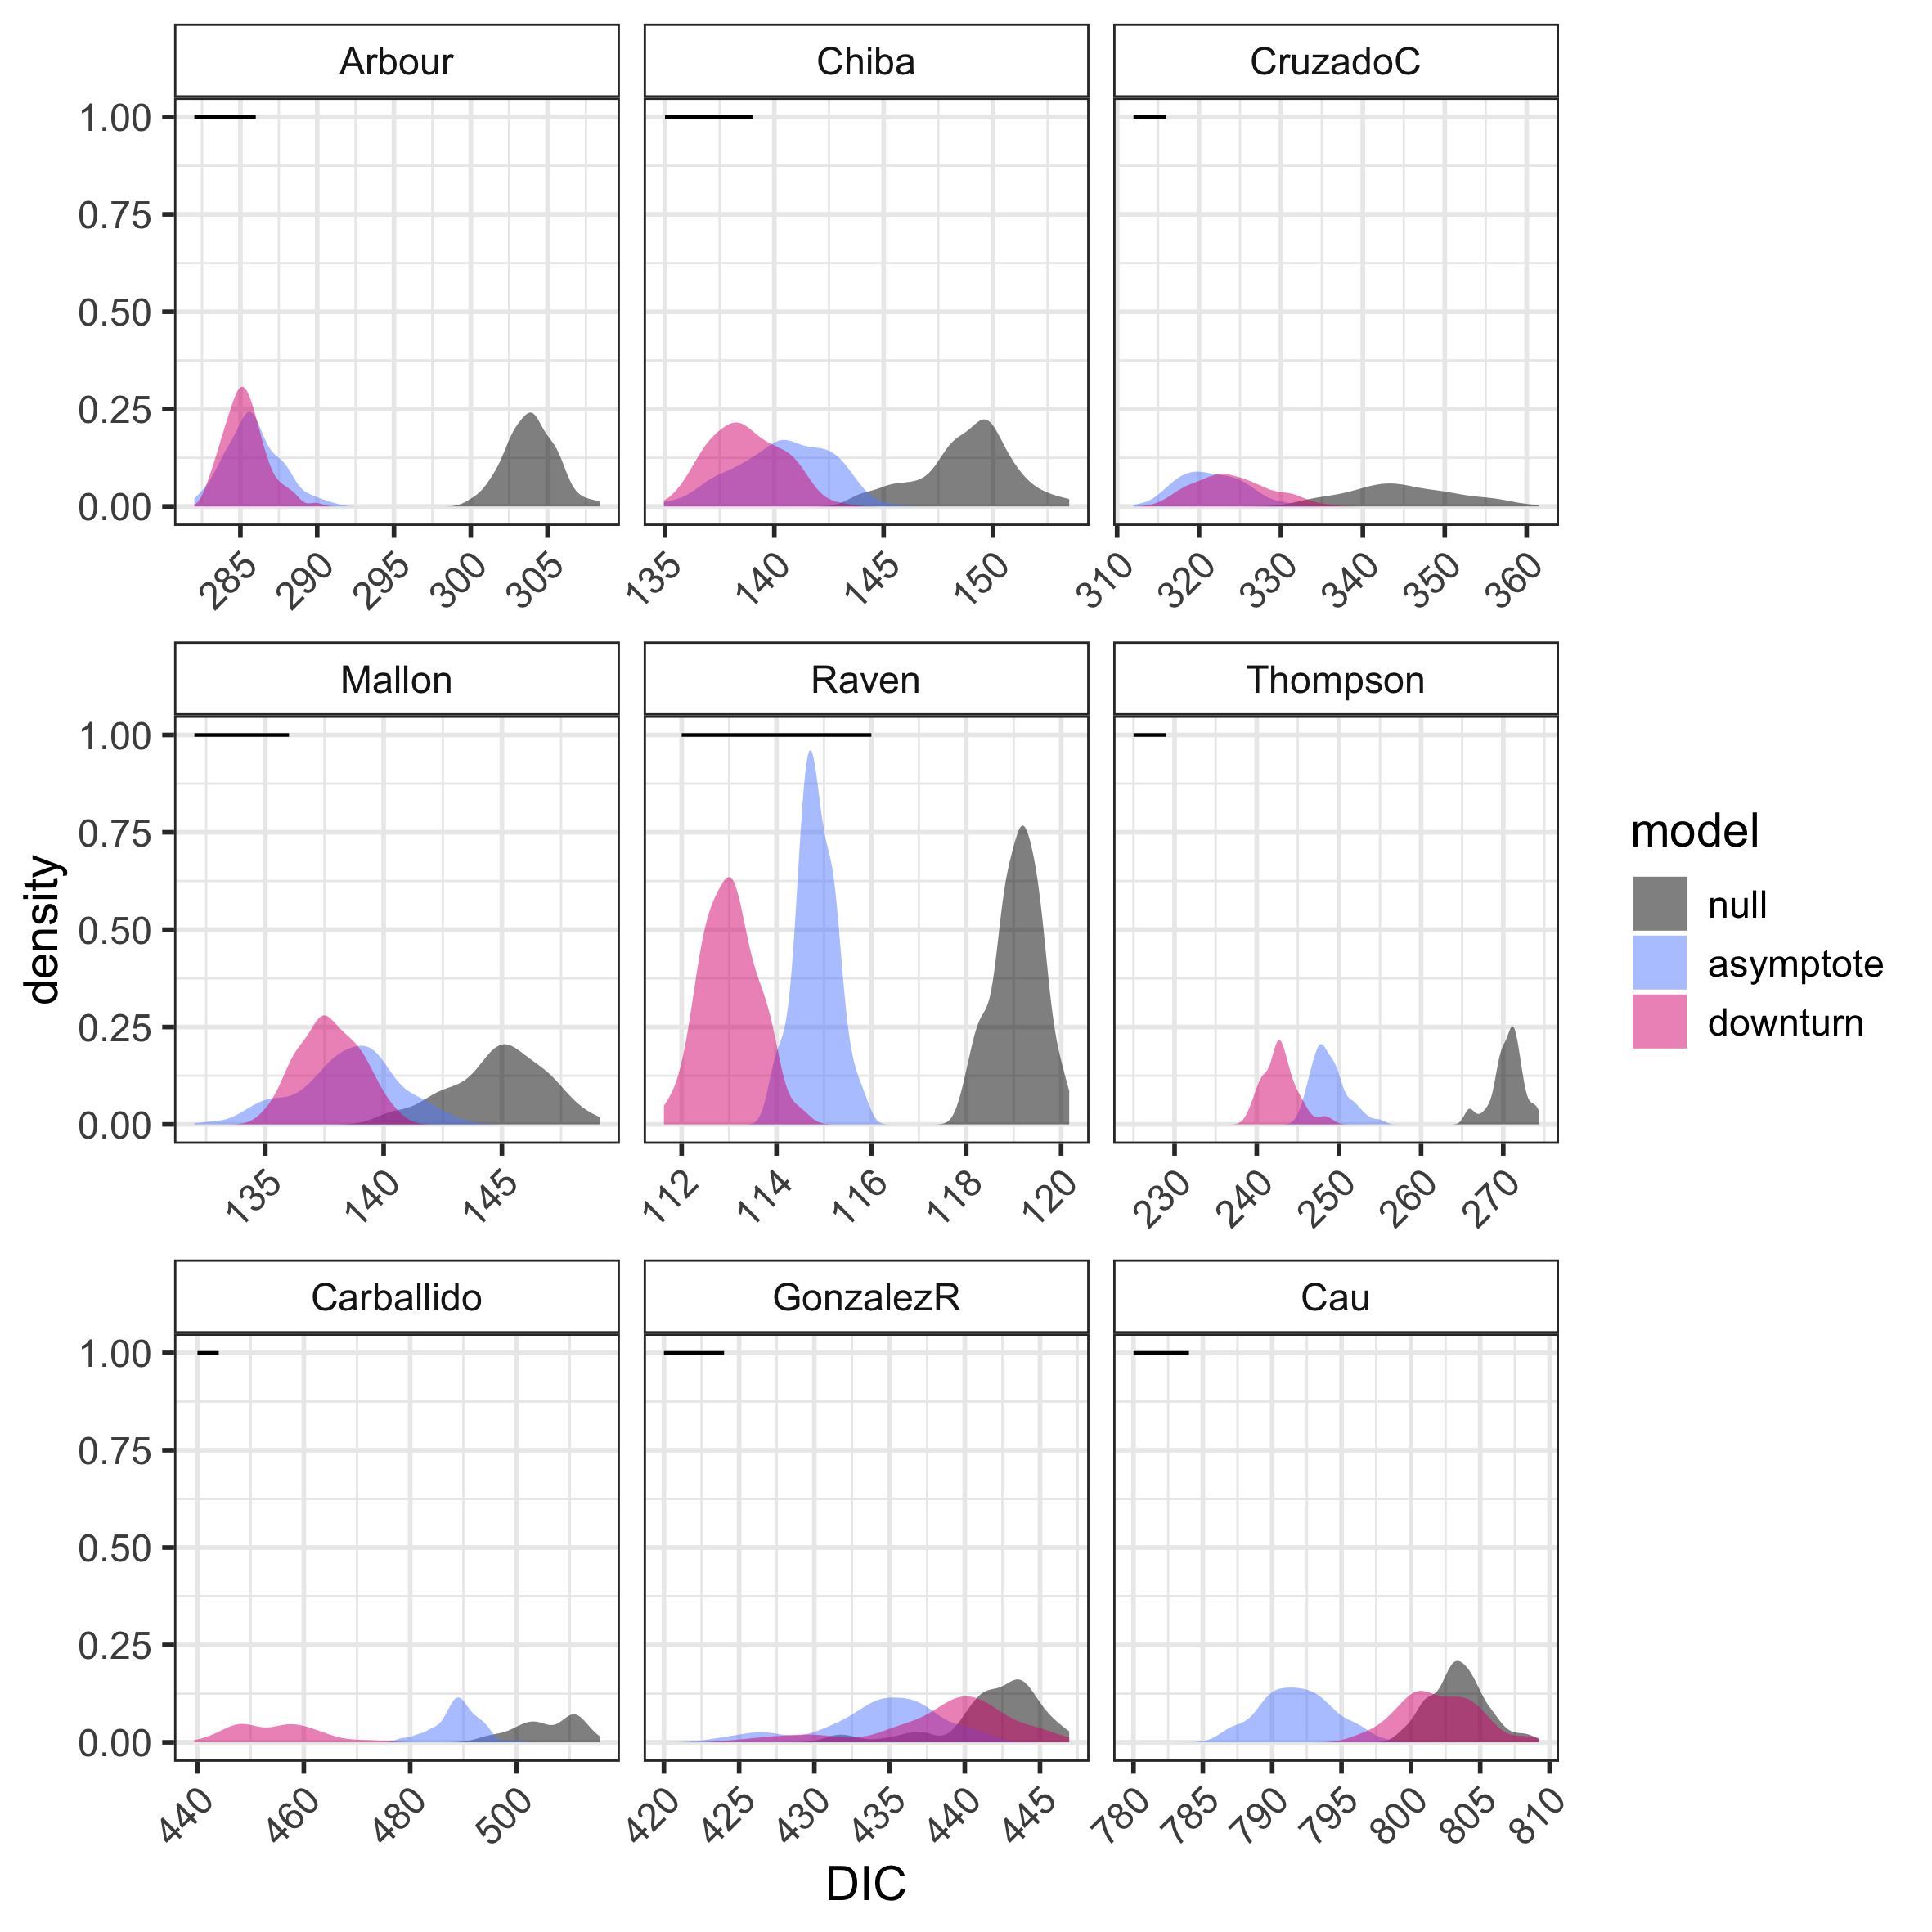 Arbour Chiba CruzadoC
1.00
0.75
0.50
0.25
0.00
285 290 295 300 305 135 140 145 150 310 320 330 340 350 360
Mallon Raven Thompson
1.00
0.75
0.50
0.25
0.00
135 140 145 112 114 116 118 120 230 240 250 260 270
Carballido GonzalezR Cau
1.00
0.75
0.50
0.25
0.00
440 460 480 500 420 425 430 435 440 445 780 785 790 795 800 805 810
density
DIC
model
null
asymptote
downturn